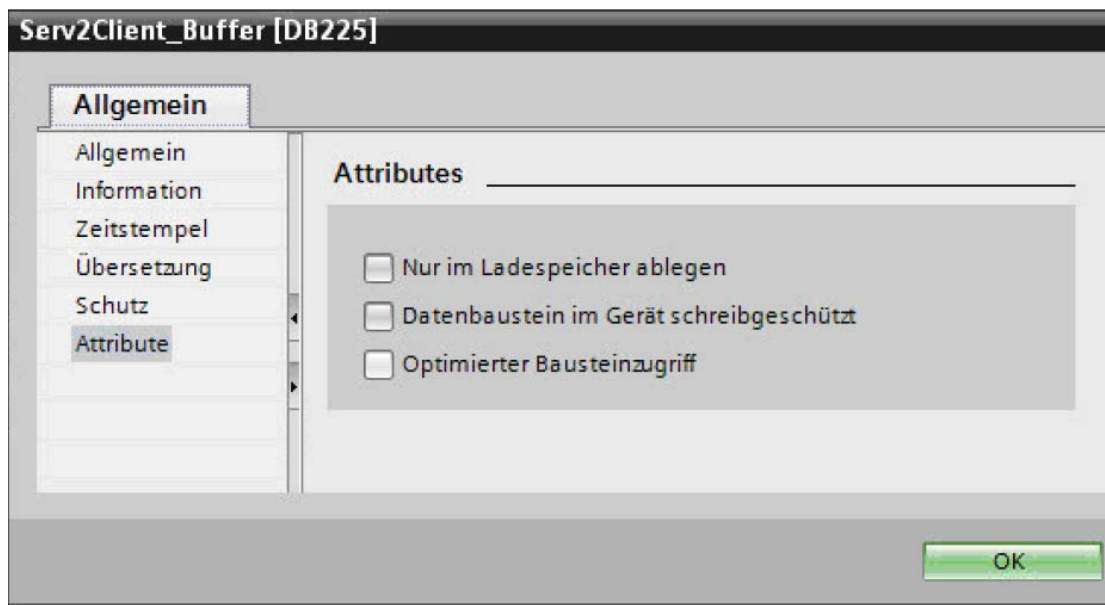 Serv2Client_Buffer [DB225]
Allgemein
Allgemein
Information
Zeitstempel
Übersetzung
Schutz
Attribute
Attributes
Nur im Ladespeicher ablegen
Datenbaustein im Gerät schreibgeschützt
Optimierter Bausteinzugriff
OK